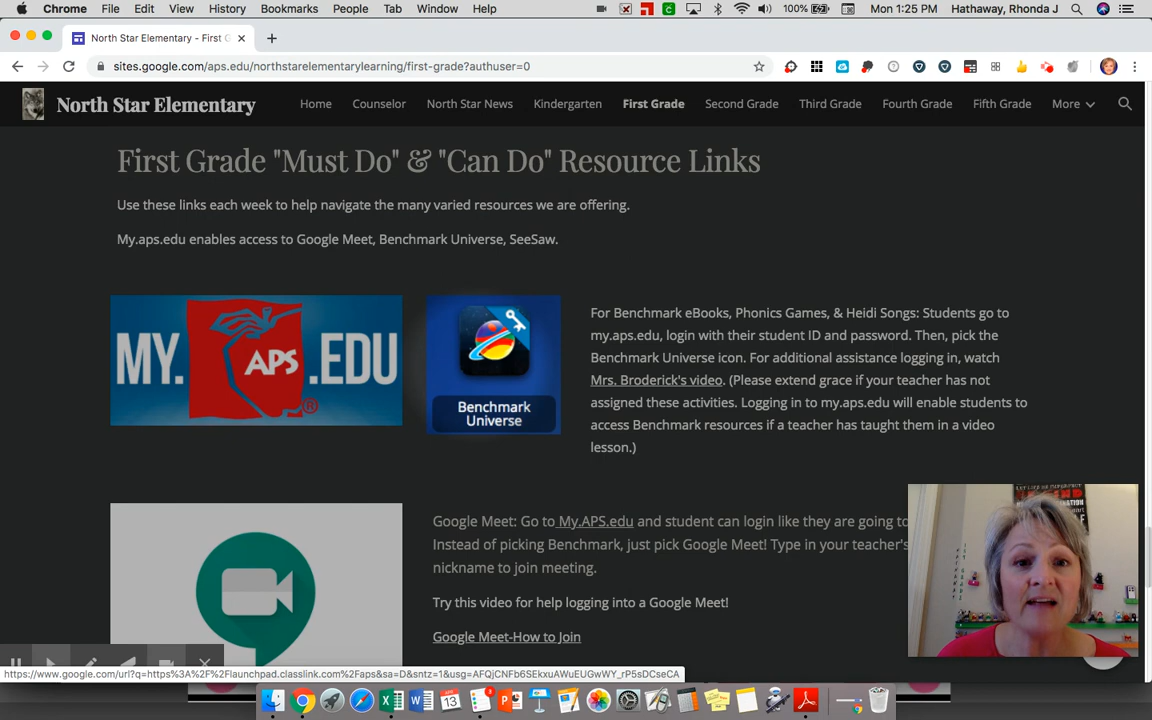 Chrome File Edit View History Bookmarks People Tab Window Help 100% Mon 1:25 PM Hathaway, Rhonda J
North Star Elementary - First G
sites.google.com/aps.edu/northstarelementarylearning/first-grade?authuser=0
North Star Elementary Home Counselor North Star News Kindergarten First Grade Second Grade Third Grade Fourth Grade Fifth Grade More
First Grade "Must Do" & "Can Do" Resource Links
Use these links each week to help navigate the many varied resources we are offering.
My.aps.edu enables access to Google Meet, Benchmark Universe, SeeSaw.
MY. APS .EDU
Benchmark
Universe
For Benchmark eBooks, Phonics Games, & Heidi Songs: Students go to
my.aps.edu, login with their student ID and password. Then, pick the
Benchmark Universe icon. For additional assistance logging in, watch
Mrs. Broderick's video. (Please extend grace if your teacher has not
assigned these activities. Logging in to my.aps.edu will enable students to
access Benchmark resources if a teacher has taught them in a video
lesson.)
Google Meet: Go to My.APS.edu and student can login like they are going to
Instead of picking Benchmark, just pick Google Meet! Type in your teacher's
nickname to join meeting.
Try this video for help logging into a Google Meet!
Google Meet-How to Join
https://www.google.com/url?q=https%3A%2F%2Flaunchpad.classlink.com%2Faps&sa=D&sntz=1&usg=AFQjCNFb6SEkxuAWuEUGwWY_rP5sDCseCA